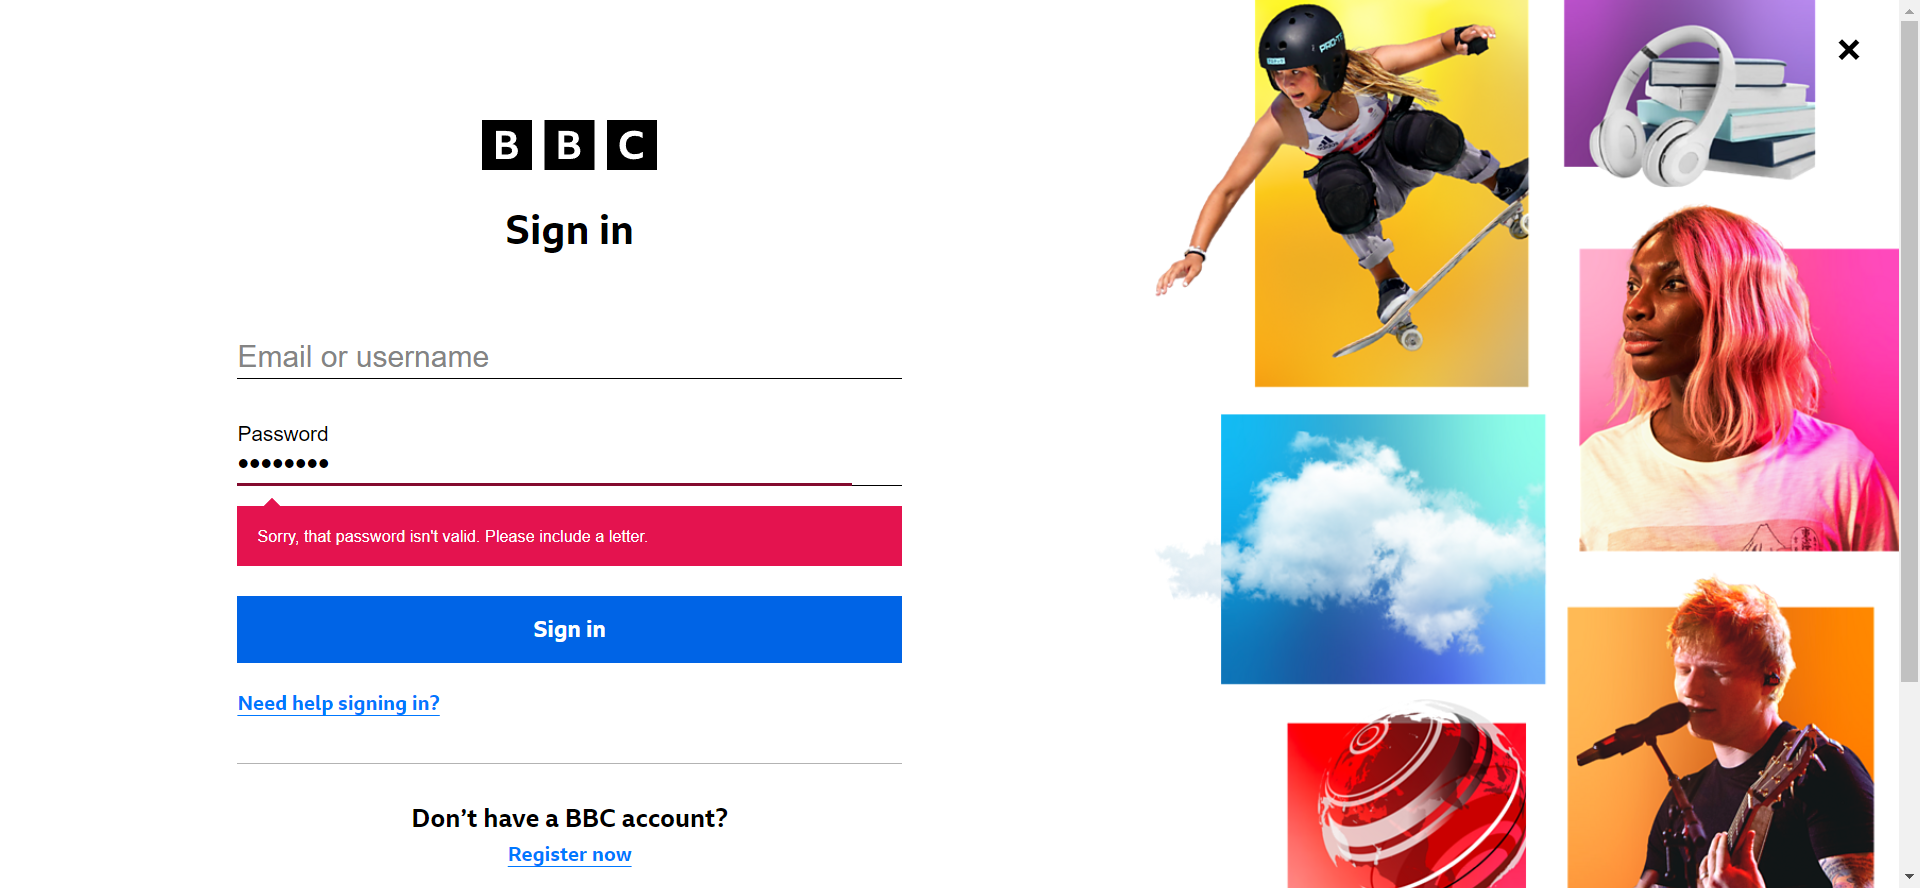 BBC
Sign in
Email or username
Password
••••••••
Sorry, that password isn't valid. Please include a letter.
Sign in
Need help signing in?
Don’t have a BBC account?
Register now